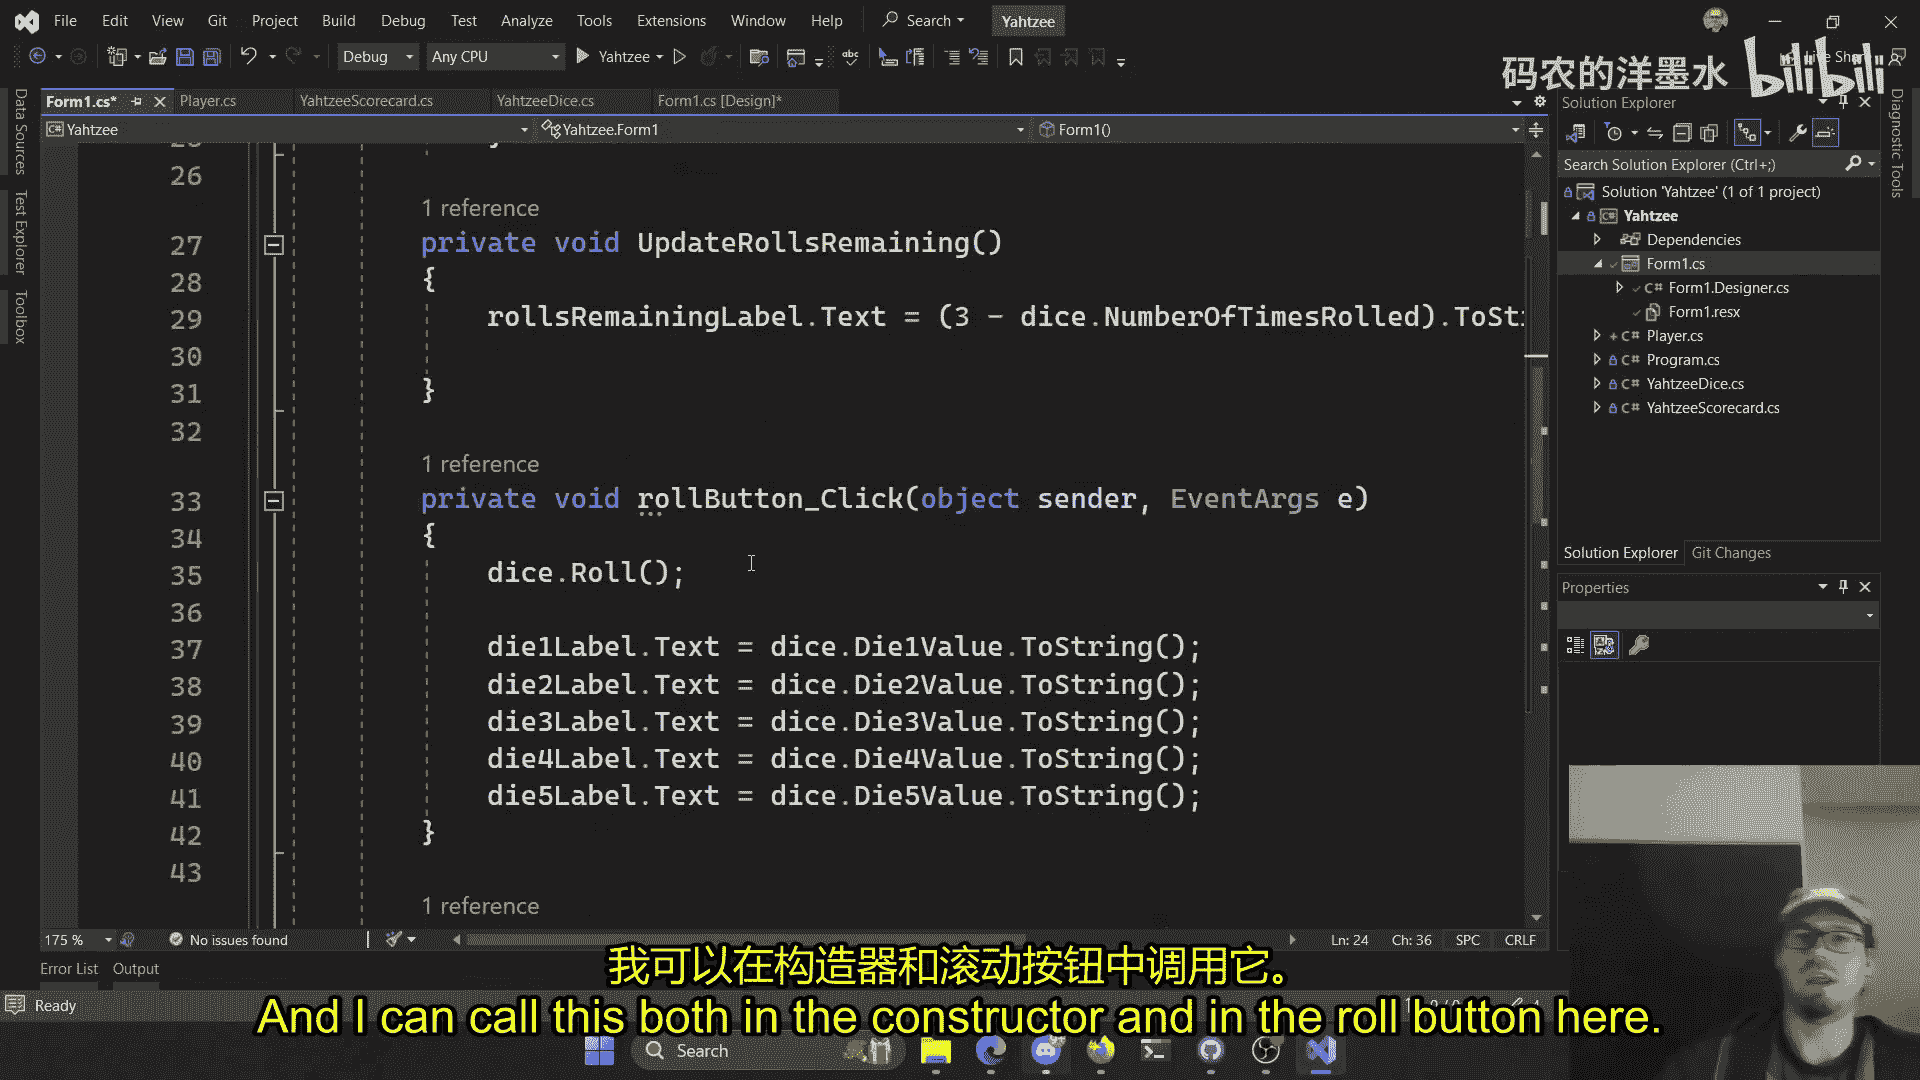 File Edit View Git Project Build Debug Test Analyze Tools Extensions Window Help Search Yahtzee
Debug Any CPU Yahtzee
码农的洋墨水 bilibili
Form1.cs* Player.cs YahtzeeScorecard.cs YahtzeeDice.cs Form1.cs [Design]*
Yahtzee Yahtzee.Form1 Form1()
Data Sources
Test Explorer
Toolbox
26
1 reference
27 private void UpdateRollsRemaining()
28 {
29 rollsRemainingLabel.Text = (3 - dice.NumberOfTimesRolled).ToSt
30
31 }
32
1 reference
33 private void rollButton_Click(object sender, EventArgs e)
34 {
35 dice.Roll();
36
37 die1Label.Text = dice.Die1Value.ToString();
38 die2Label.Text = dice.Die2Value.ToString();
39 die3Label.Text = dice.Die3Value.ToString();
40 die4Label.Text = dice.Die4Value.ToString();
41 die5Label.Text = dice.Die5Value.ToString();
42 }
43
1 reference
175 % No issues found Ln: 24 Ch: 36 SPC CRLF
Error List Output
Ready
Solution Explorer
Search Solution Explorer (Ctrl+;)
Solution 'Yahtzee' (1 of 1 project)
Yahtzee
Dependencies
Form1.cs
C# Form1.Designer.cs
Form1.resx
C# Player.cs
C# Program.cs
C# YahtzeeDice.cs
C# YahtzeeScorecard.cs
Solution Explorer Git Changes
Properties
Diagnostic Tools
我可以在构造器和滚动按钮中调用它。
And I can call this both in the constructor and in the roll button here.
Search